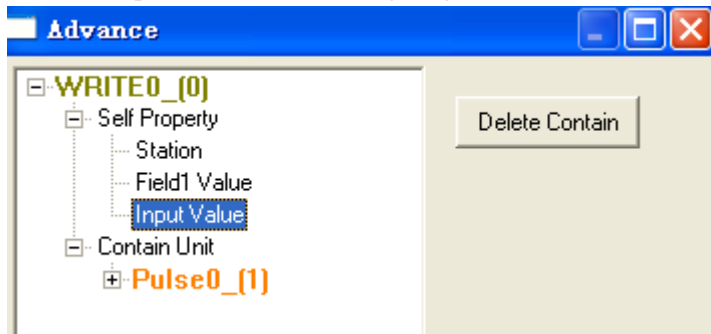 Advance
WRITE0_(0)
Self Property
Delete Contain
Station
Field1 Value
Input Value
Contain Unit
Pulse0_(1)